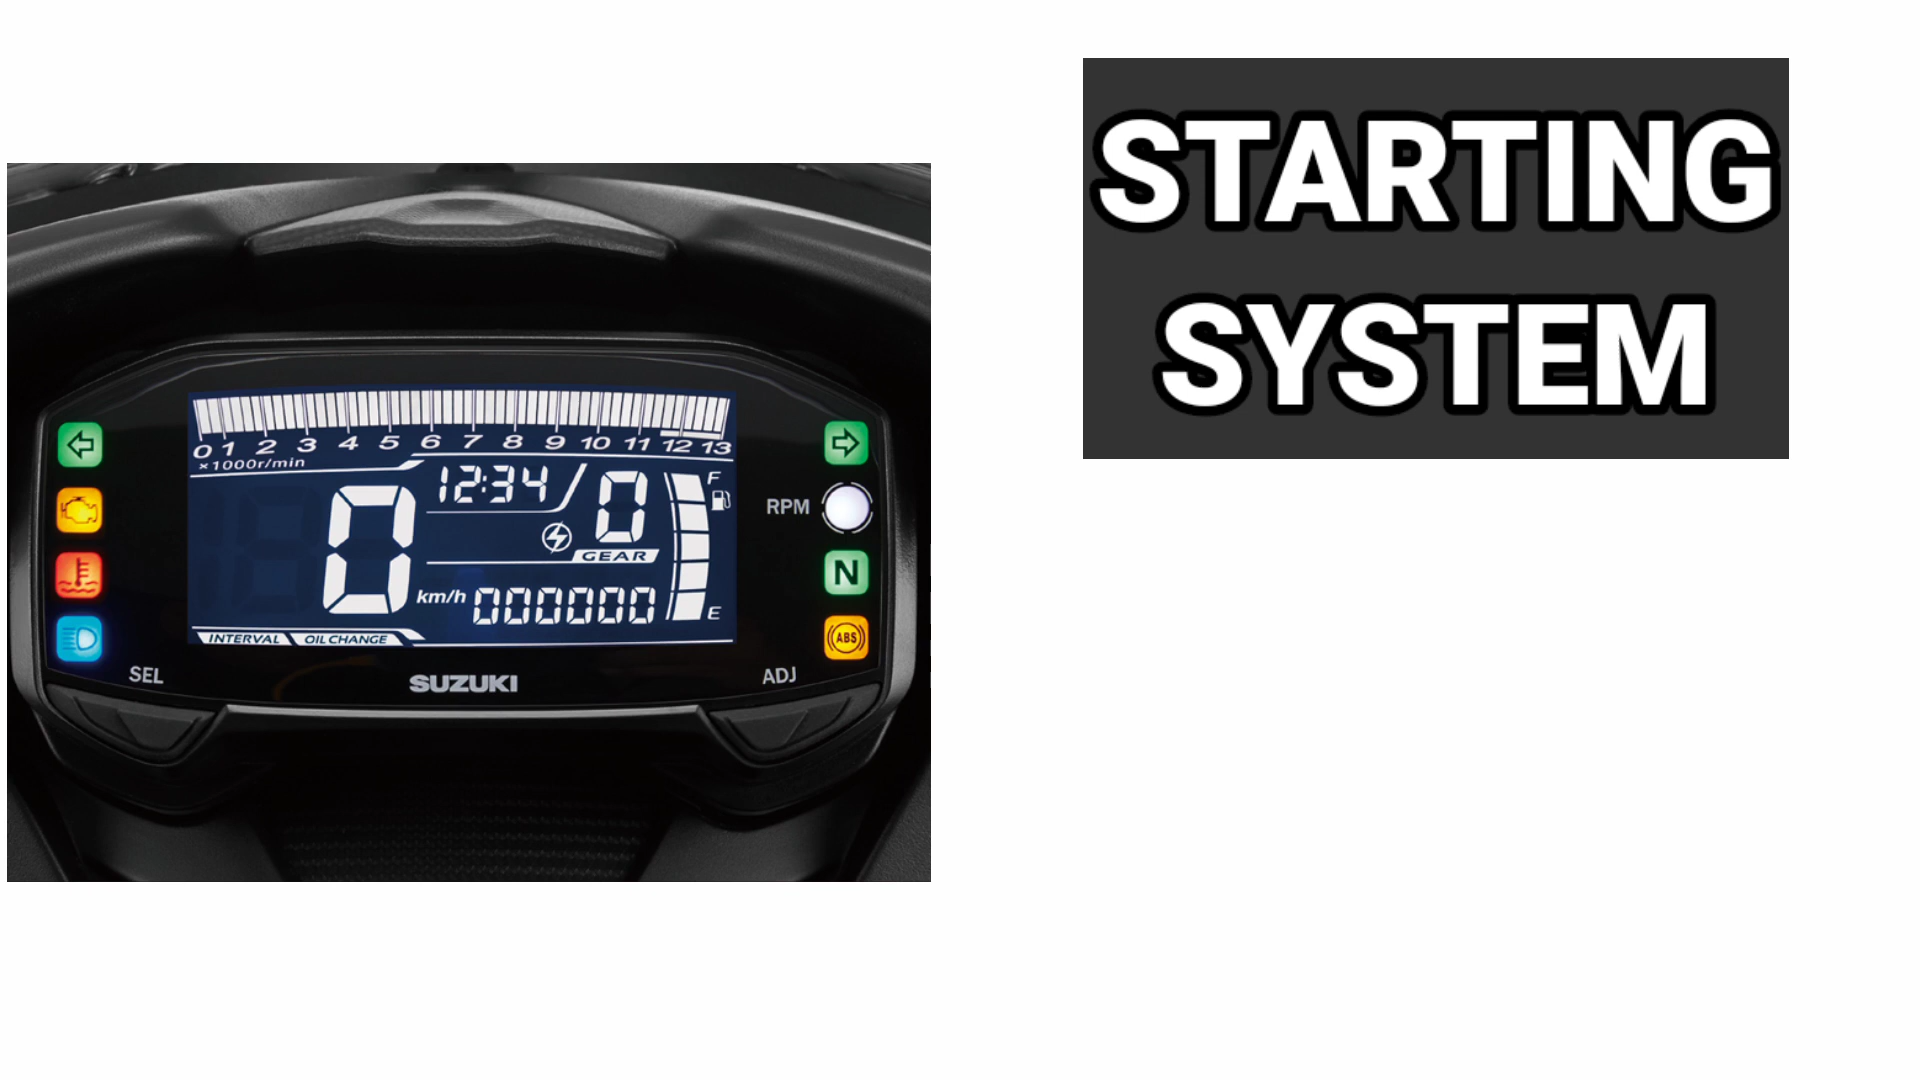 STARTING
SYSTEM
0 1 2 3 4 5 6 7 8 9 10 11 12 13
×1000r/min
12:34
0
F
RPM
0
GEAR
N
km/h
000000
E
ABS
INTERVAL
OIL CHANGE
SEL
SUZUKI
ADJ